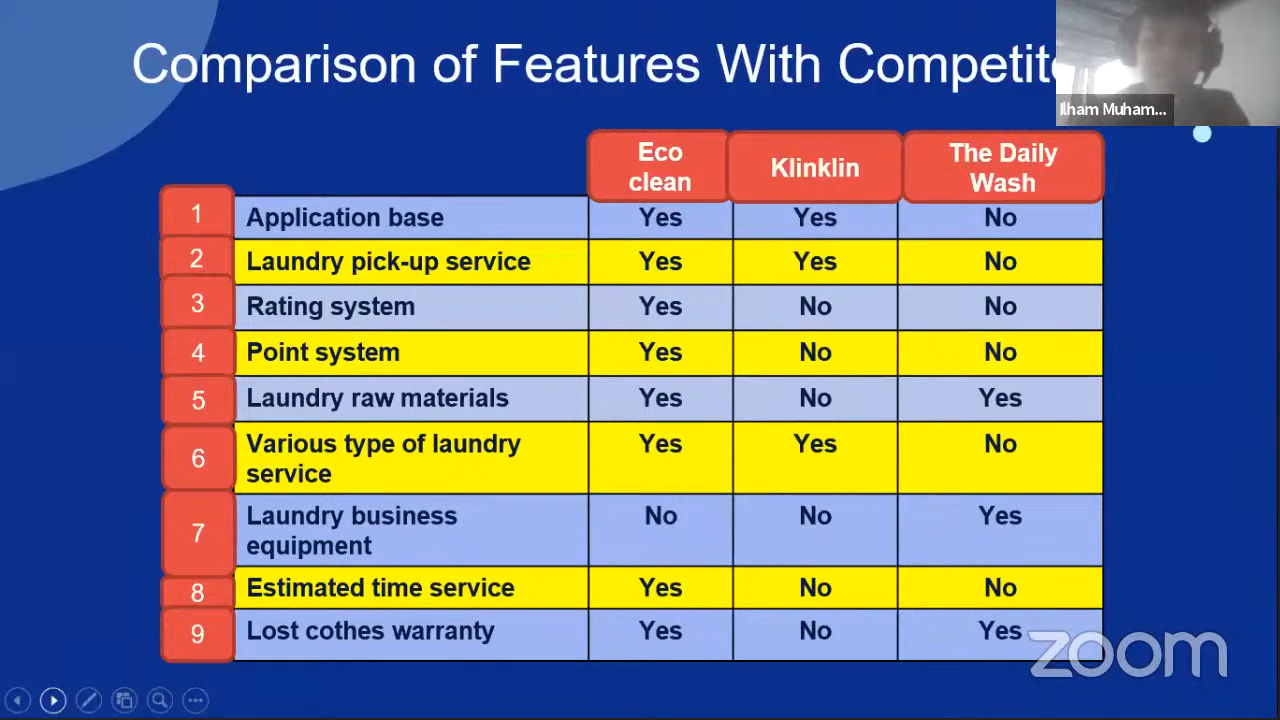 Comparison of Features With Competit
Ilham Muham...
Eco clean Klinklin The Daily Wash
1 Application base Yes Yes No
2 Laundry pick-up service Yes Yes No
3 Rating system Yes No No
4 Point system Yes No No
5 Laundry raw materials Yes No Yes
6 Various type of laundry service Yes Yes No
7 Laundry business equipment No No Yes
8 Estimated time service Yes No No
9 Lost cothes warranty Yes No Yes
zoom